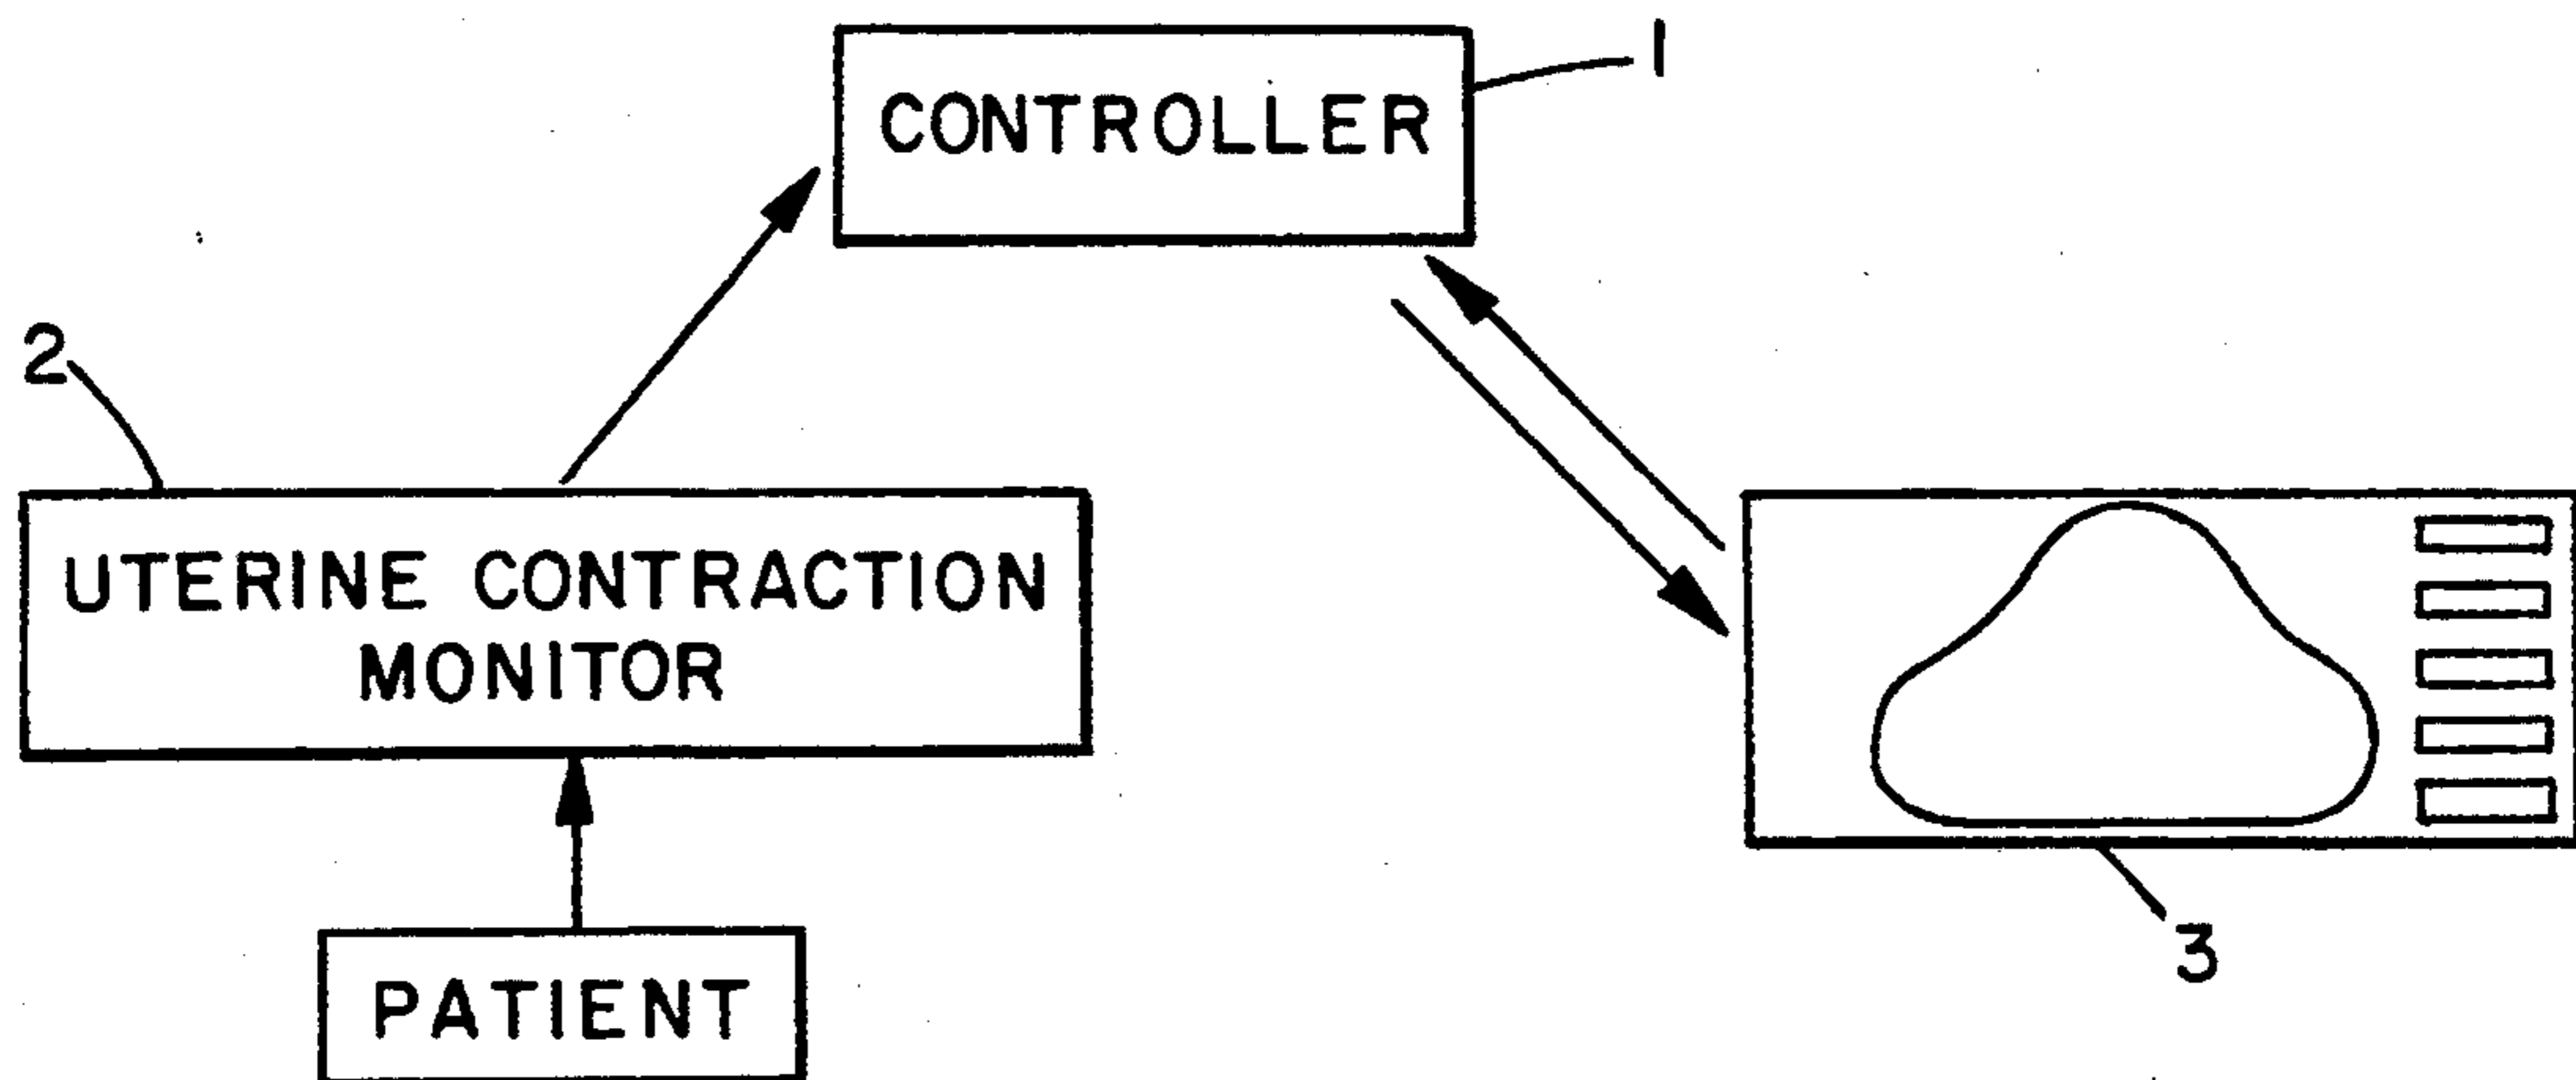 CONTROLLER
1
2
UTERINE CONTRACTION
MONITOR
3
PATIENT